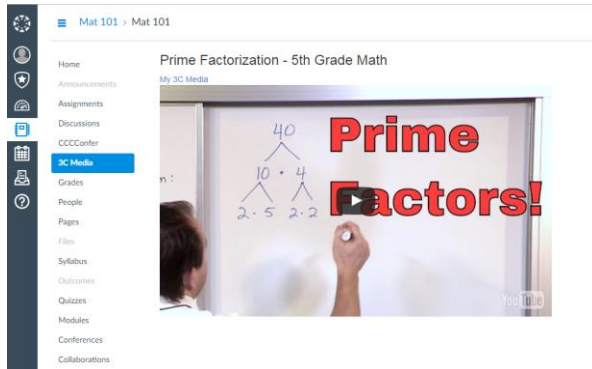 Mat 101 > Mat 101
Home
Announcements
Assignments
Discussions
CCCConfer
3C Media
Grades
People
Pages
Files
Syllabus
Outcomes
Quizzes
Modules
Conferences
Collaborations
Prime Factorization - 5th Grade Math
My 3C Media
40
10 · 4
2 · 5 2 · 2
Prime
Factors!
YouTube